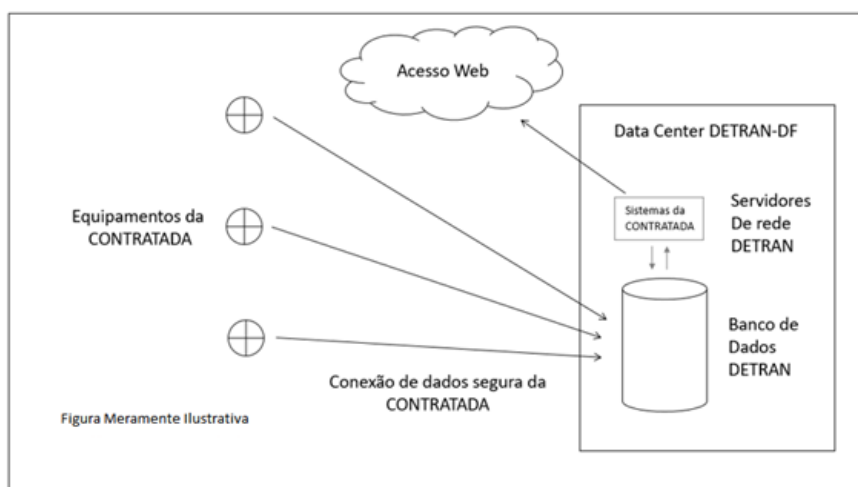 Acesso Web
Data Center DETRAN-DF
Sistemas da
CONTRATADA
Servidores
De rede
DETRAN
Equipamentos da
CONTRATADA
Banco de
Dados
DETRAN
Conexão de dados segura da
CONTRATADA
Figura Meramente Ilustrativa